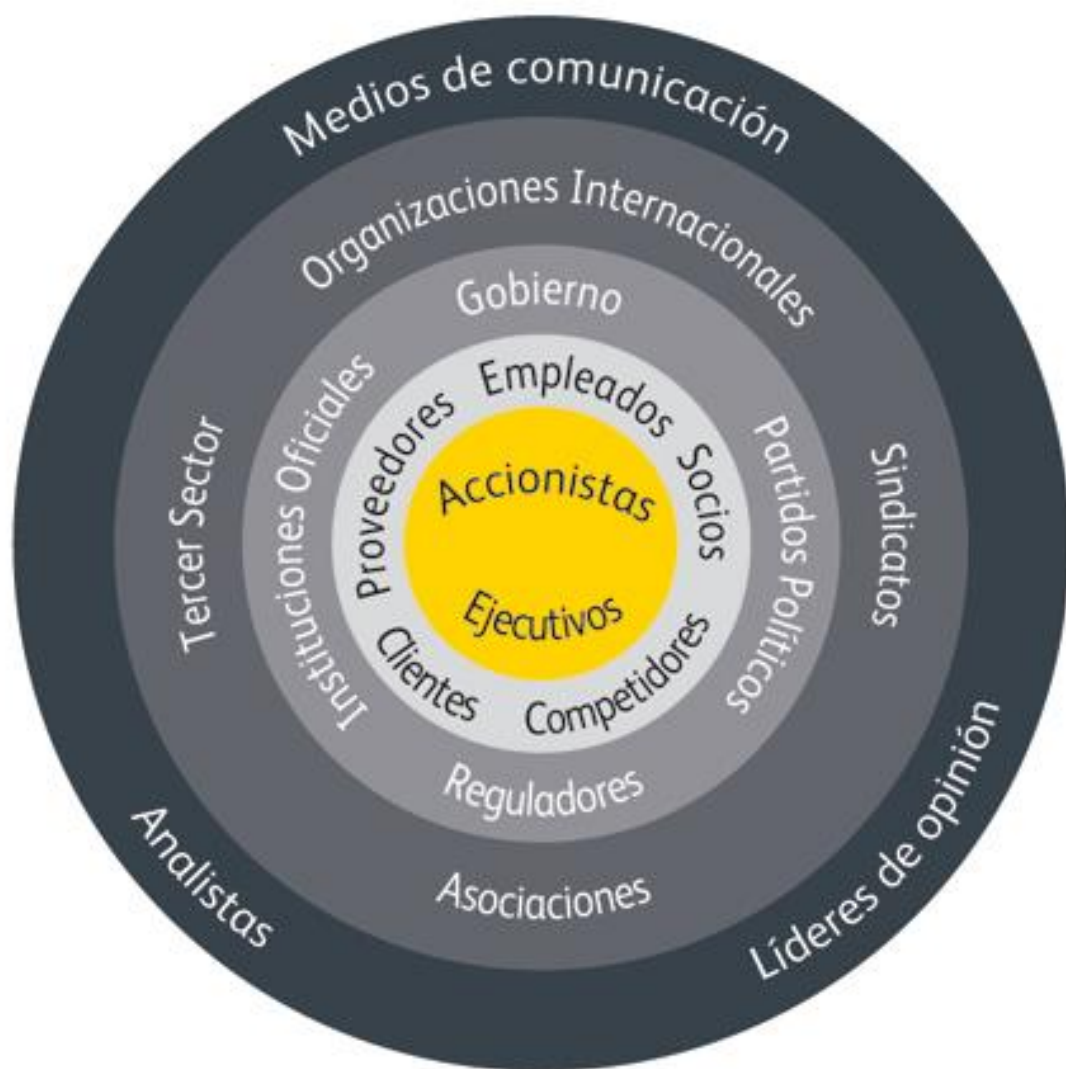 Medios de comunicación
Organizaciones Internacionales
Gobierno
Empleados
Proveedores
Socios
Accionistas
Ejecutivos
Clientes
Competidores
Instituciones Oficiales
Partidos Políticos
Tercer Sector
Sindicatos
Reguladores
Asociaciones
Analistas
Líderes de opinión